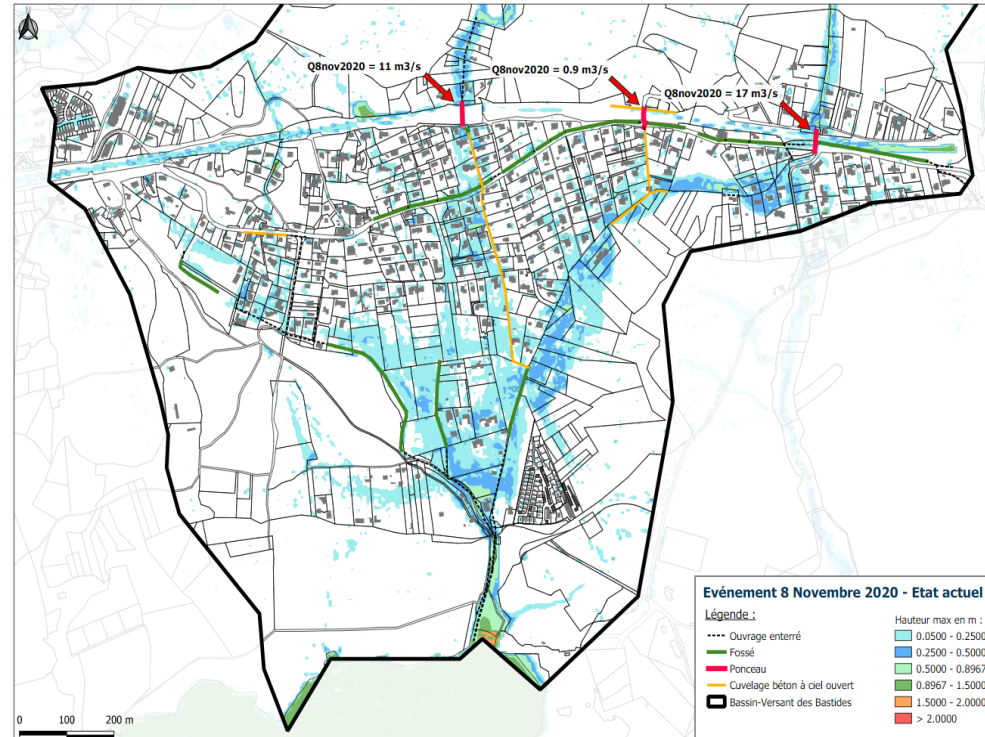 Q8nov2020 = 11 m3/s
Q8nov2020 = 0.9 m3/s
Q8nov2020 = 17 m3/s
Evénement 8 Novembre 2020 - Etat actuel
Légende :
Ouvrage enterré
Fossé
Ponceau
Cuvelage béton à ciel ouvert
Bassin-Versant des Bastides
Hauteur max en m :
0.0500 - 0.2500
0.2500 - 0.5000
0.5000 - 0.8967
0.8967 - 1.5000
1.5000 - 2.0000
> 2.0000
0 100 200 m